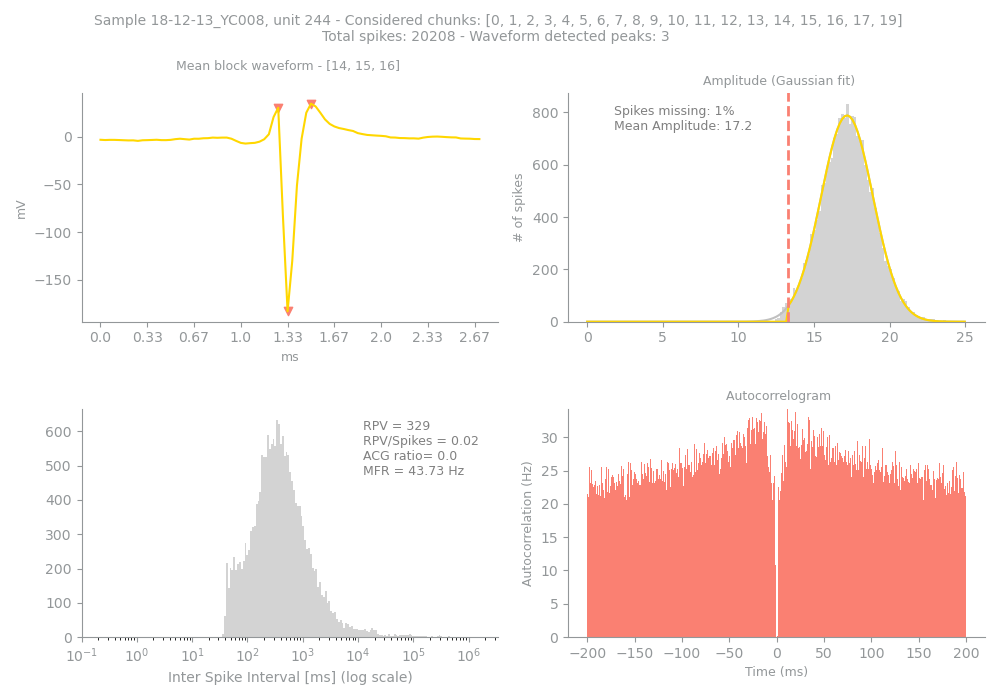 Sample 18-12-13_YC008, unit 244 - Considered chunks: [0, 1, 2, 3, 4, 5, 6, 7, 8, 9, 10, 11, 12, 13, 14, 15, 16, 17, 19]
Total spikes: 20208 - Waveform detected peaks: 3
Mean block waveform - [14, 15, 16]
0
−50
−100
−150
mV
0.0 0.33 0.67 1.0 1.33 1.67 2.0 2.33 2.67
ms
Amplitude (Gaussian fit)
Spikes missing: 1%
Mean Amplitude: 17.2
800
600
400
200
0
# of spikes
0 5 10 15 20 25
600
500
400
300
200
100
0
RPV = 329
RPV/Spikes = 0.02
ACG ratio= 0.0
MFR = 43.73 Hz
10⁻¹ 10⁰ 10¹ 10² 10³ 10⁴ 10⁵ 10⁶
Inter Spike Interval [ms] (log scale)
Autocorrelogram
30
25
20
15
10
5
0
Autocorrelation (Hz)
−200 −150 −100 −50 0 50 100 150 200
Time (ms)